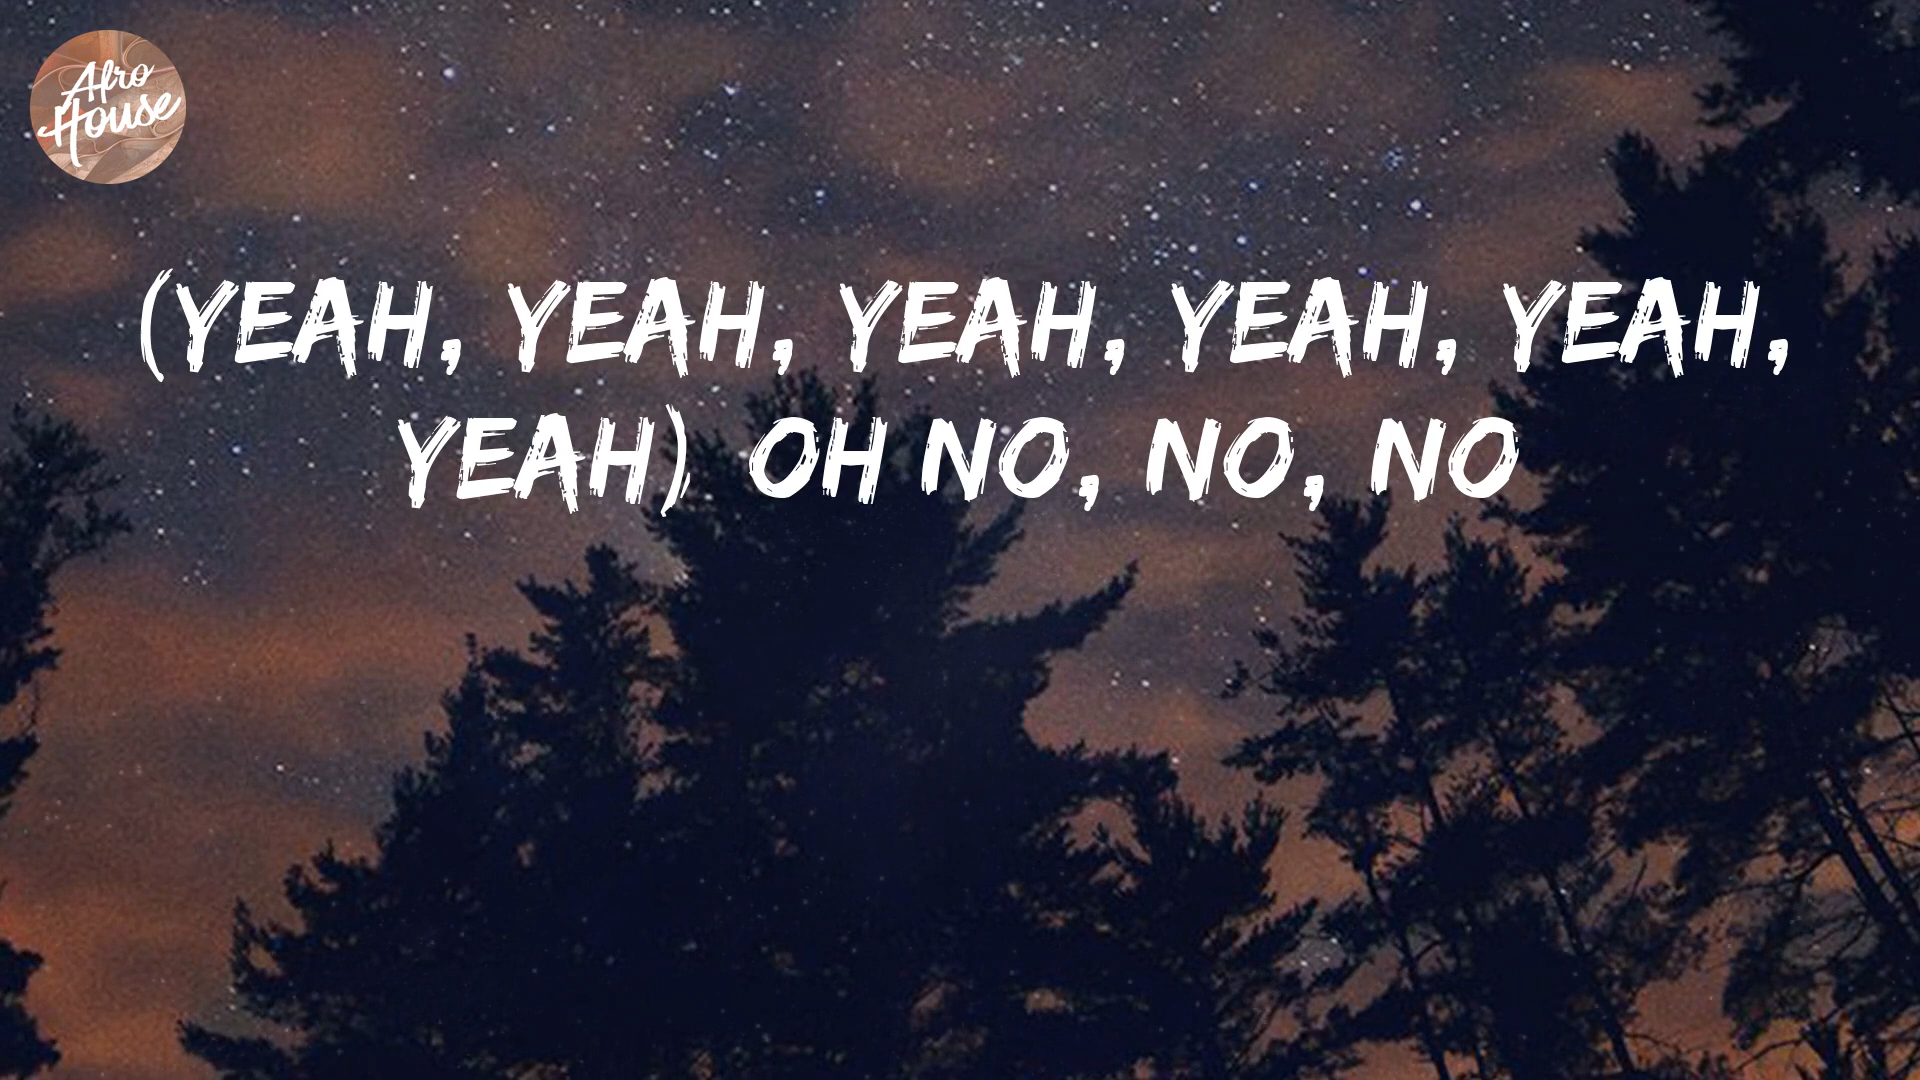 Afro
House
(YEAH, YEAH, YEAH, YEAH, YEAH,
YEAH) OH NO, NO, NO